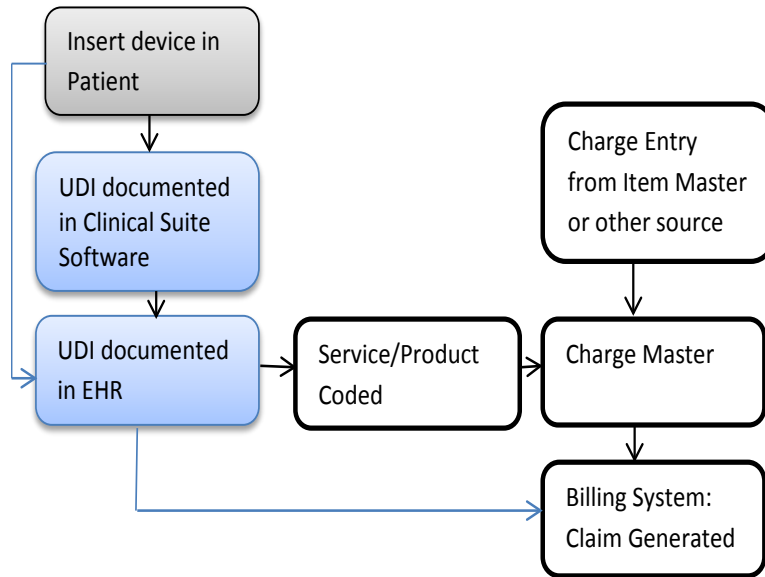 Insert device in
Patient
UDI documented
in Clinical Suite
Software
Charge Entry
from Item Master
or other source
UDI documented
in EHR
Service/Product
Coded
Charge Master
Billing System:
Claim Generated